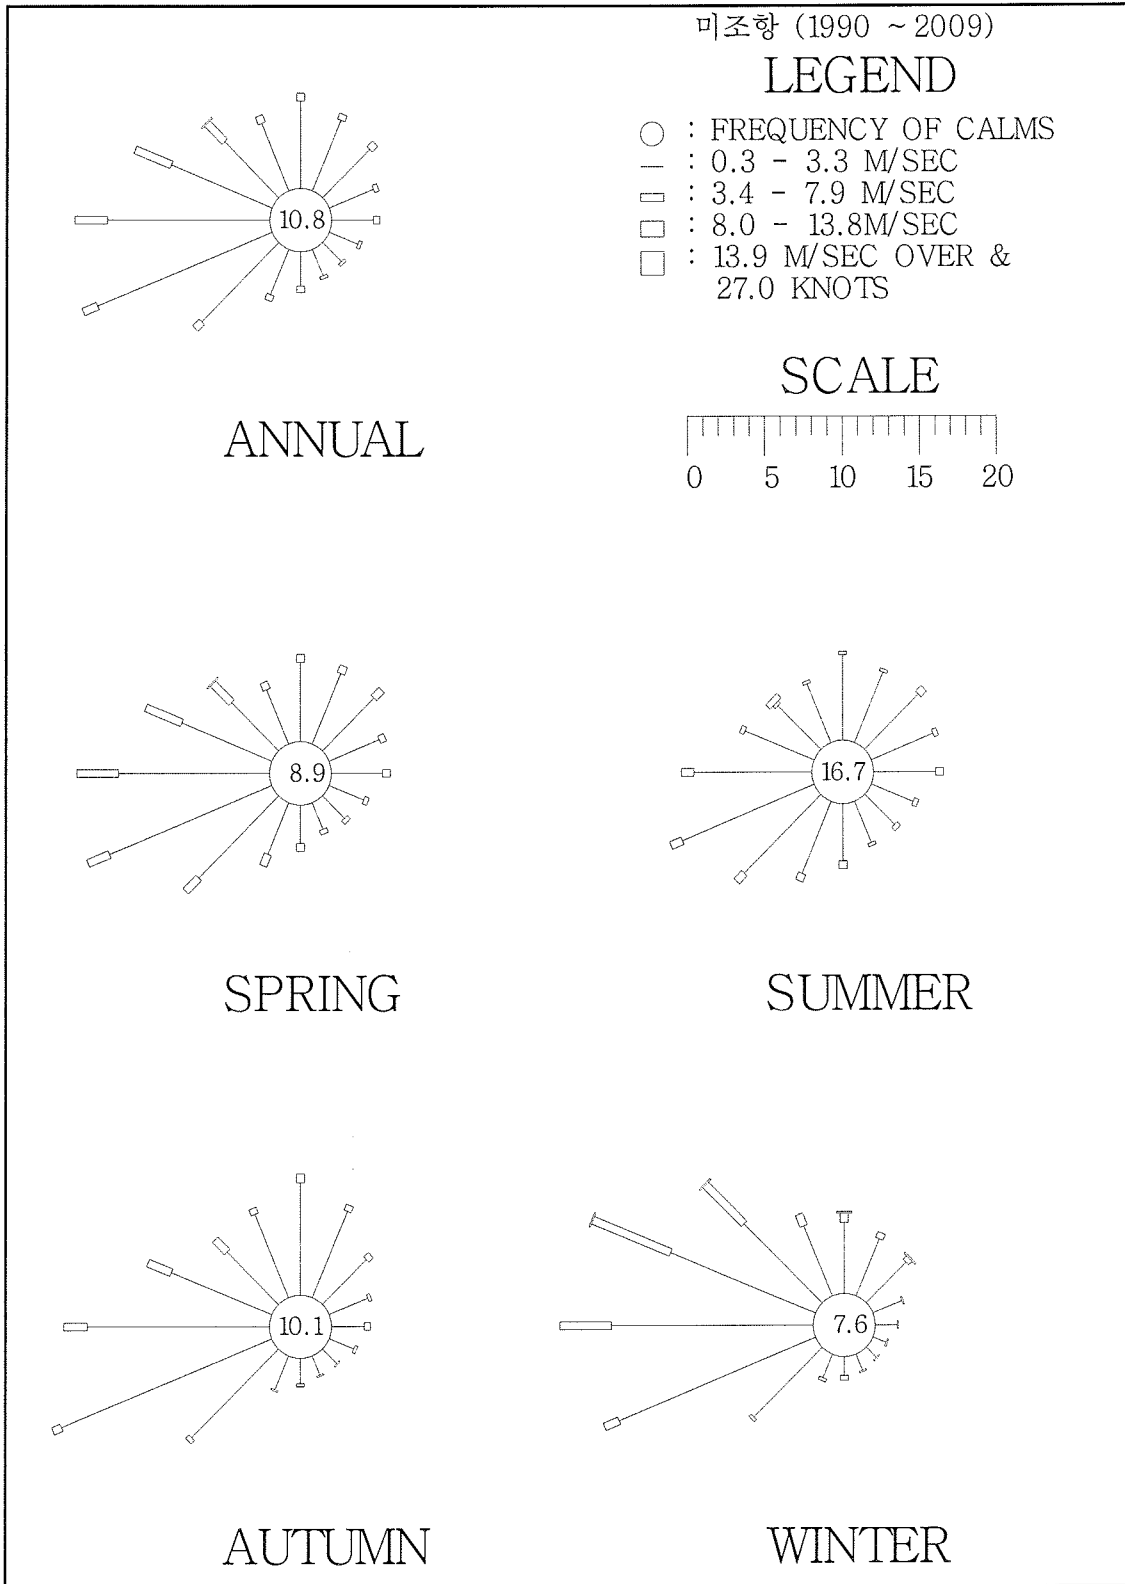 미조항 (1990 ~ 2009)
LEGEND
: FREQUENCY OF CALMS
: 0.3 - 3.3 M/SEC
: 3.4 - 7.9 M/SEC
: 8.0 - 13.8M/SEC
: 13.9 M/SEC OVER &
27.0 KNOTS
SCALE
0 5 10 15 20
10.8
ANNUAL
8.9
SPRING
16.7
SUMMER
10.1
AUTUMN
7.6
WINTER